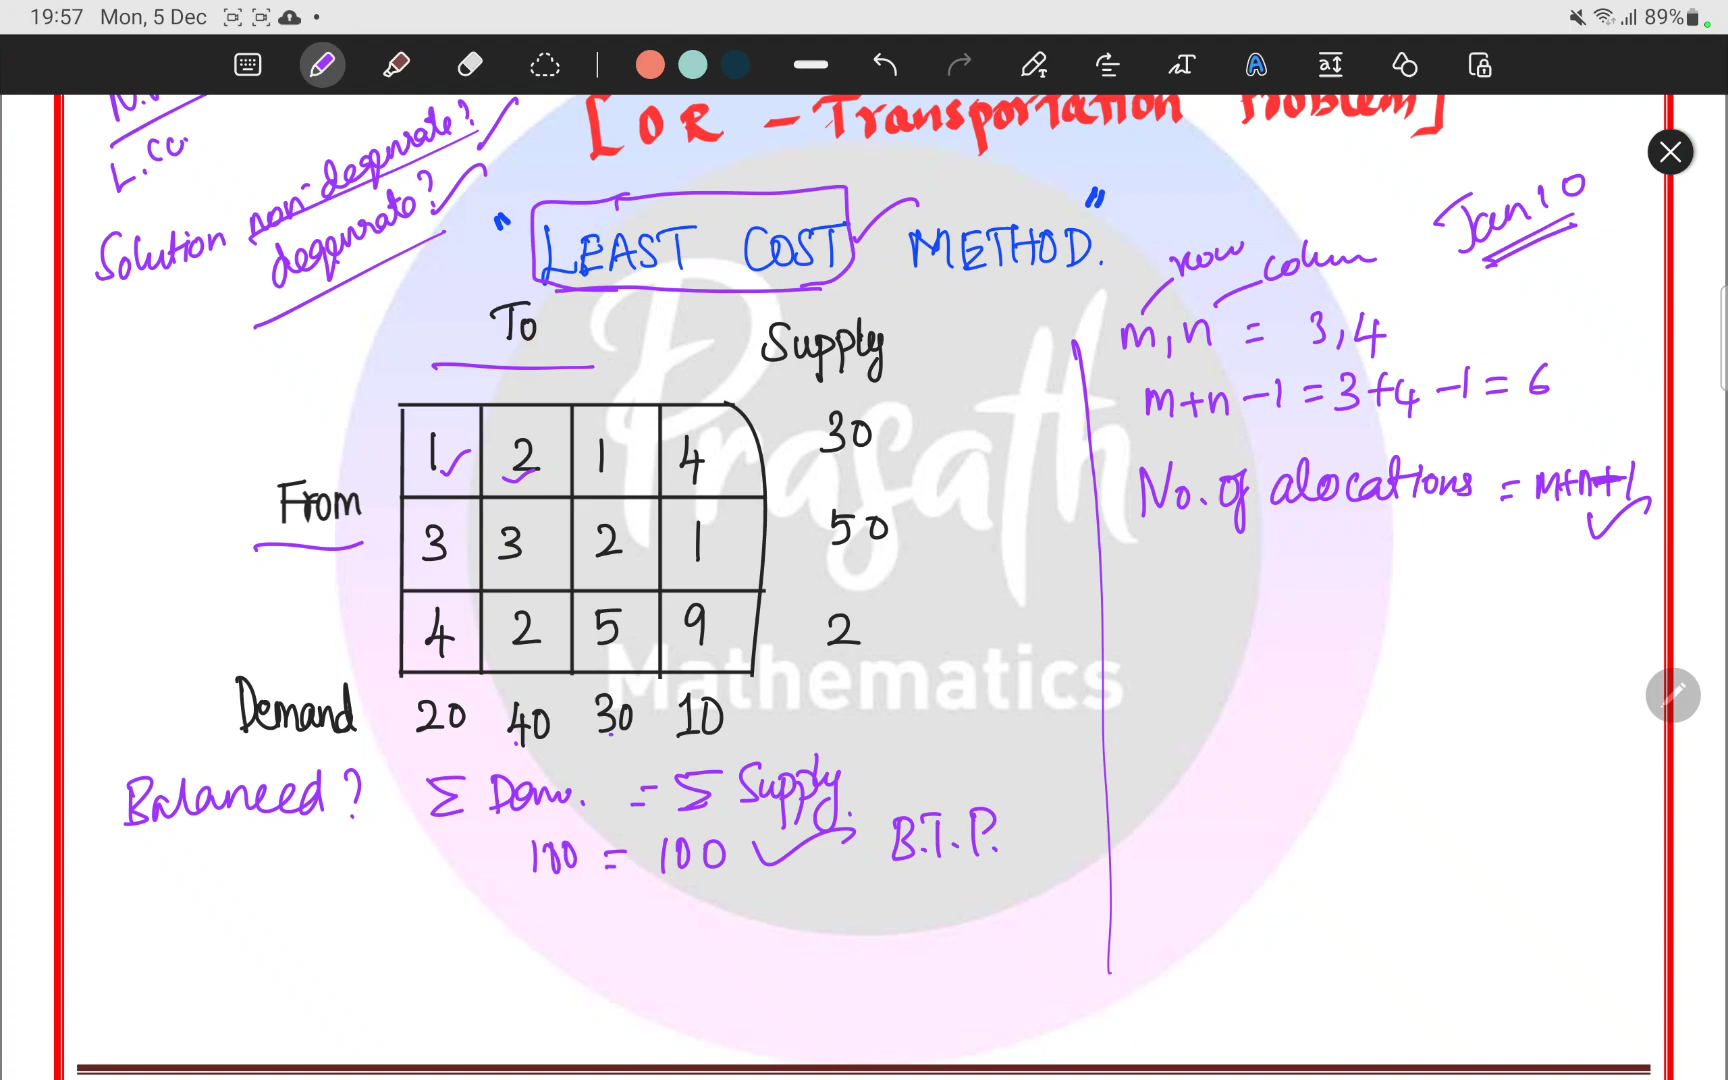 19:57 Mon, 5 Dec 89%
[OR - Transportation Problem]
L.C.
Solution non-degenrate?
degenrate?
" LEAST COST METHOD. "
Jan 10
To Supply
row column
m, n = 3, 4
m+n-1 = 3+4-1 = 6
No. of alocations = m+n+1
1 2 1 4 30
From
3 3 2 1 50
4 2 5 9 2
Demand 20 40 30 10
Balanced? Σ Dem. = Σ Supply.
100 = 100 B.T.P.
Prasath
Mathematics